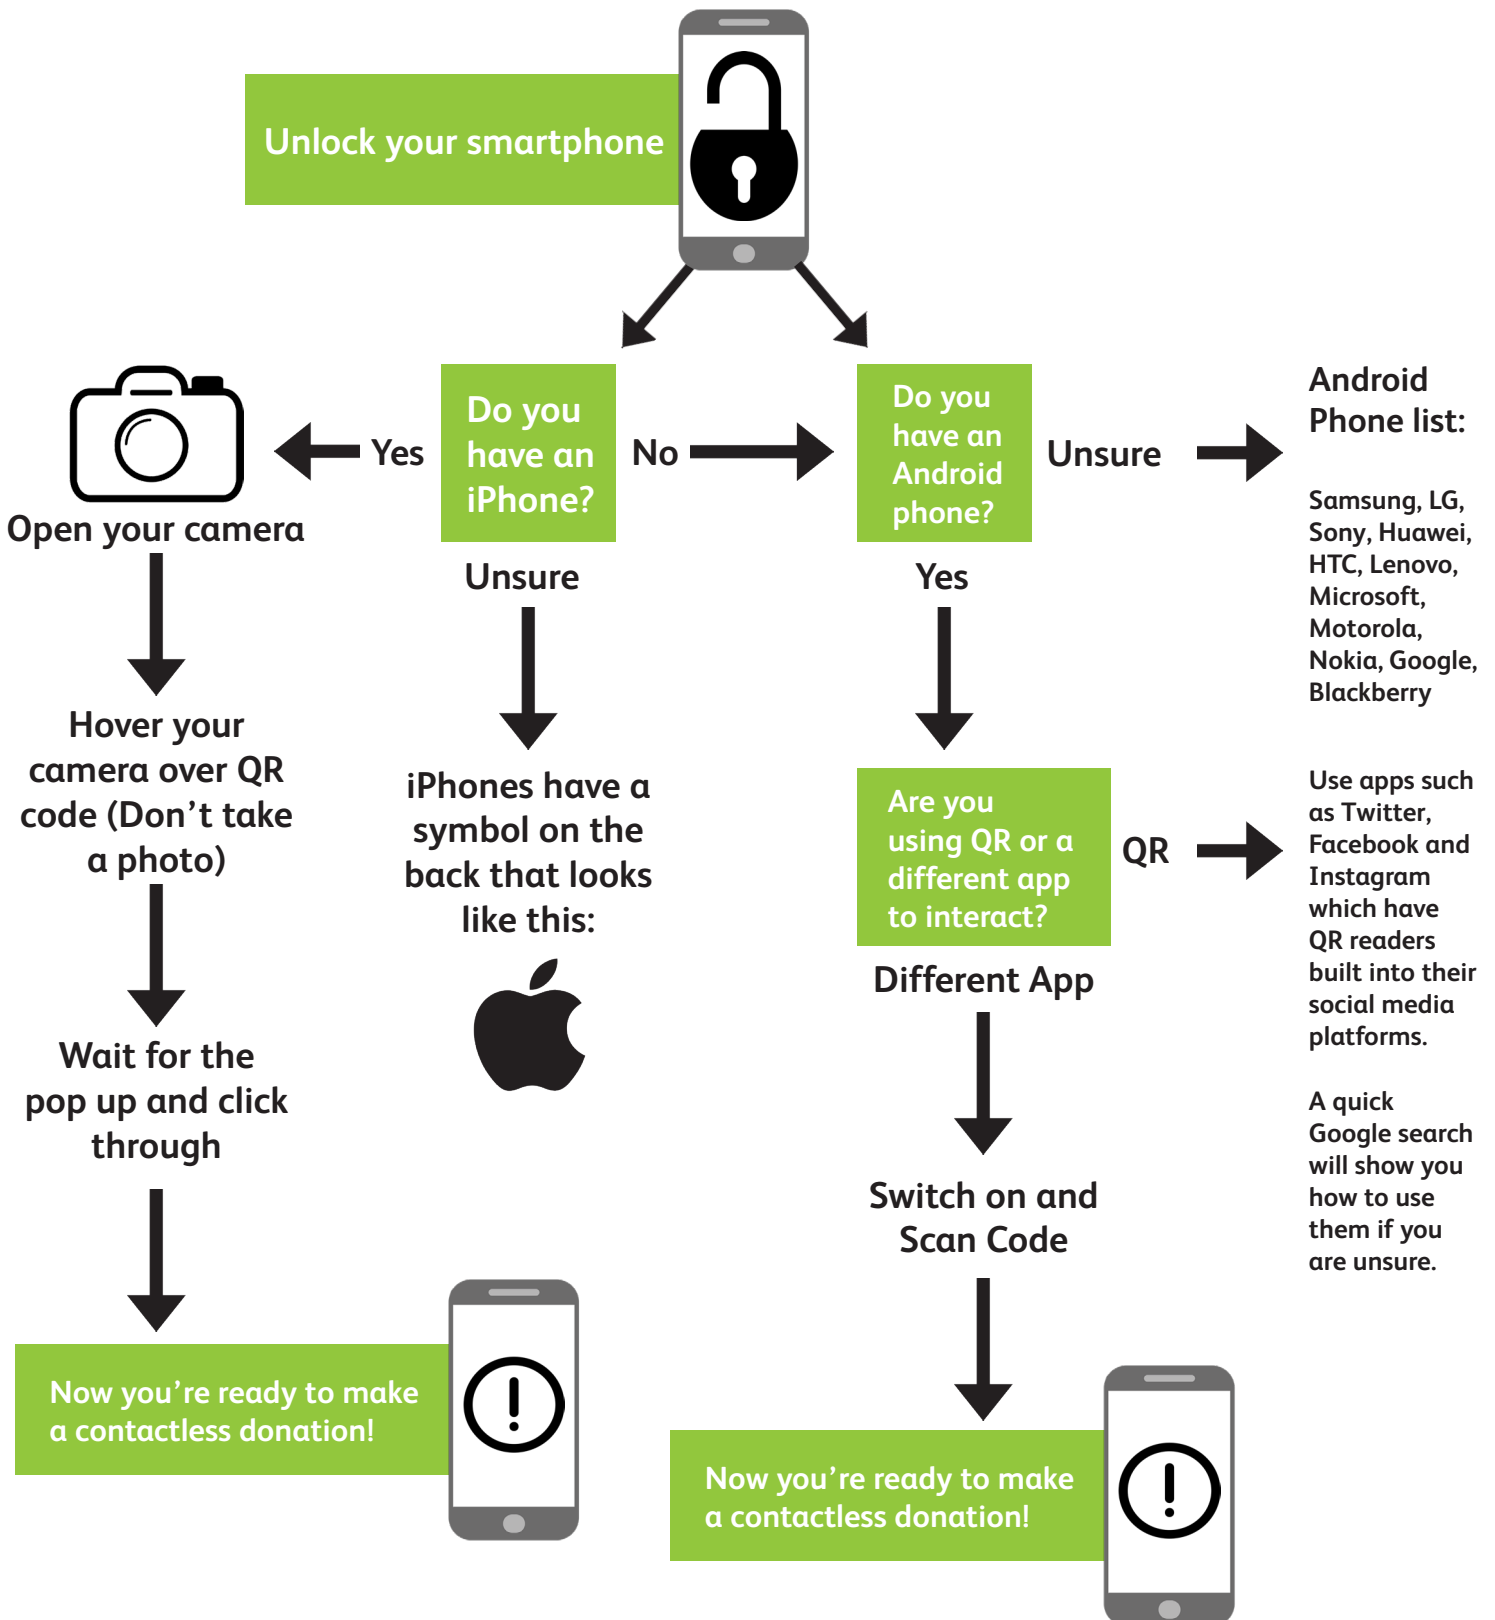 Unlock your smartphone
Yes
Do you
have an
iPhone?
No
Do you
have an
Android
phone?
Unsure
Android
Phone list:
Samsung, LG,
Sony, Huawei,
HTC, Lenovo,
Microsoft,
Motorola,
Nokia, Google,
Blackberry
Open your camera
Unsure
Yes
Hover your
camera over QR
code (Don’t take
a photo)
iPhones have a
symbol on the
back that looks
like this:
Are you
using QR or a
different app
to interact?
QR
Use apps such
as Twitter,
Facebook and
Instagram
which have
QR readers
built into their
social media
platforms.
A quick
Google search
will show you
how to use
them if you
are unsure.
Different App
Wait for the
pop up and click
through
Switch on and
Scan Code
Now you’re ready to make
a contactless donation!
Now you’re ready to make
a contactless donation!